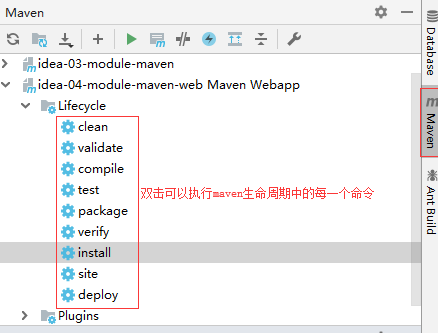 Maven
idea-03-module-maven
idea-04-module-maven-web Maven Webapp
Lifecycle
clean
validate
compile
test
package
verify
install
site
deploy
Plugins
双击可以执行maven生命周期中的每一个命令
Database
m Maven
Ant Build